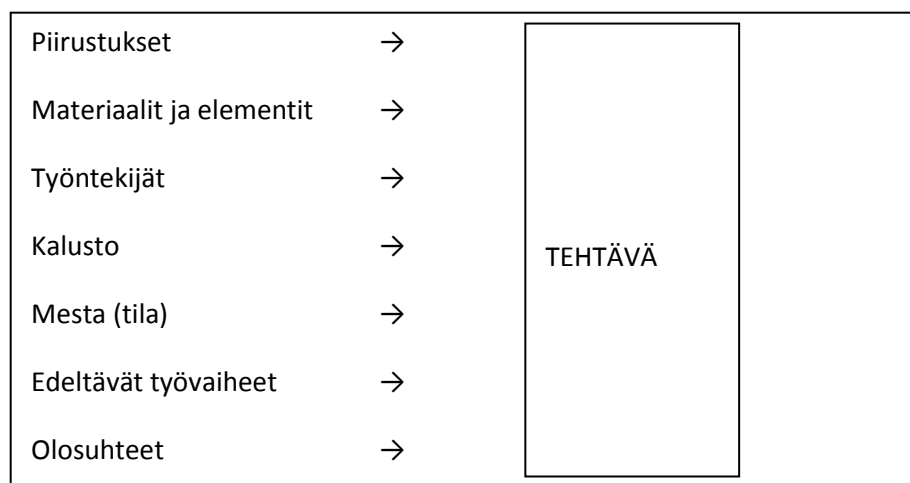 Piirustukset →
Materiaalit ja elementit →
Työntekijät →
Kalusto →
TEHTÄVÄ
Mesta (tila) →
Edeltävät työvaiheet →
Olosuhteet →